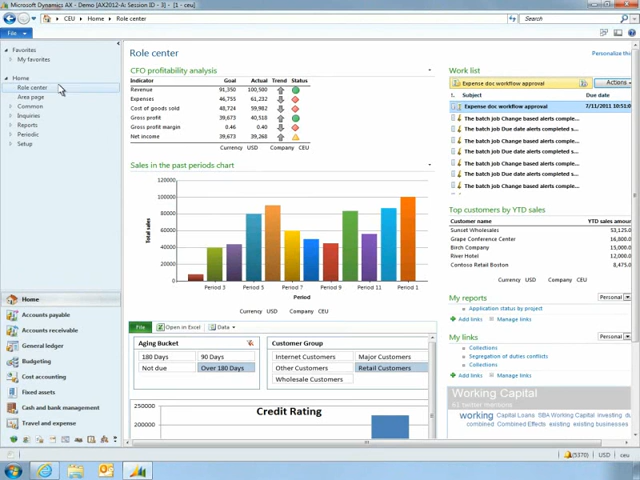 Microsoft Dynamics AX - Demo [AX2012-A: Session ID - 3] - [1 - ceu]
CEU Home Role center
Search
File
Favorites
My favorites
Home
Role center
Area page
Common
Inquiries
Reports
Periodic
Setup
Home
Accounts payable
Accounts receivable
General ledger
Budgeting
Cost accounting
Fixed assets
Cash and bank management
Travel and expense
Role center
Personalize this
CFO profitability analysis
Indicator Goal Actual Trend Status
Revenue 91,350 100,500
Expenses 46,755 61,232
Cost of goods sold 48,724 59,982
Gross profit 39,673 40,518
Gross profit margin 0.46 0.40
Net income 39,673 39,268
Currency USD Company CEU
Sales in the past periods chart
120000
100000
80000
60000
40000
20000
0
Total sales
Period 3 Period 5 Period 7 Period 9 Period 11 Period 1
Period
Currency USD Company CEU
File Open in Excel Data
Aging Bucket
180 Days 90 Days
Not due Over 180 Days
Customer Group
Internet Customers Major Customers
Other Customers Retail Customers
Wholesale Customers
Credit Rating
250000
200000
150000
Work list
Expense doc workflow approval Actions
Subject Due date
Expense doc workflow approval 7/11/2011 10:51:0
The batch job Change based alerts comple...
The batch job Due date alerts completed s...
The batch job Change based alerts comple...
The batch job Due date alerts completed s...
The batch job Change based alerts comple...
The batch job Due date alerts completed s...
The batch job Change based alerts comple...
Top customers by YTD sales
Customer name YTD sales amoun
Sunset Wholesales 53,125.0
Grape Conference Center 16,800.
Birch Company 15,000.
River Hotel 12,000.
Contoso Retail Boston 8,475.0
Currency USD Company CEU
My reports Personal
Application status by project
Add links Manage links
My links Personal
Collections
Segregation of duties conflicts
Collections
Add links Manage links
Working Capital
61 twitter mentions
working Capital Loans SBA Working Capital investing du
combined Combined Effects existing existing businesses
(5370) USD ceu